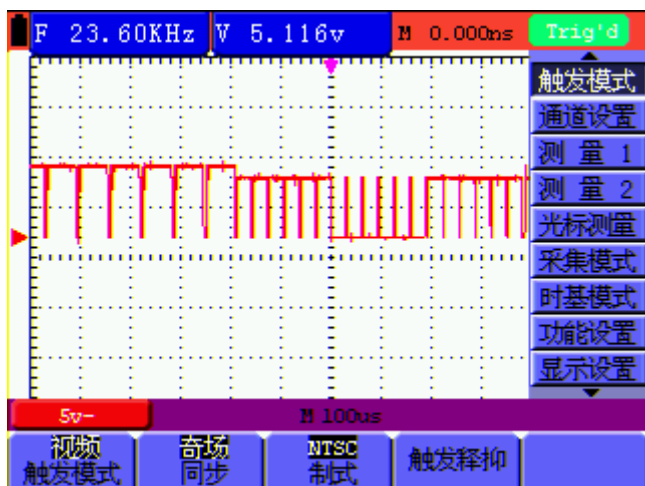 F 23.60KHz V 5.116v M 0.000ns Trig'd
触发模式
通道设置
测 量 1
测 量 2
光标测量
采集模式
时基模式
功能设置
显示设置
5v- M 100us
视频 奇场 NTSC
触发模式 同步 制式 触发释抑